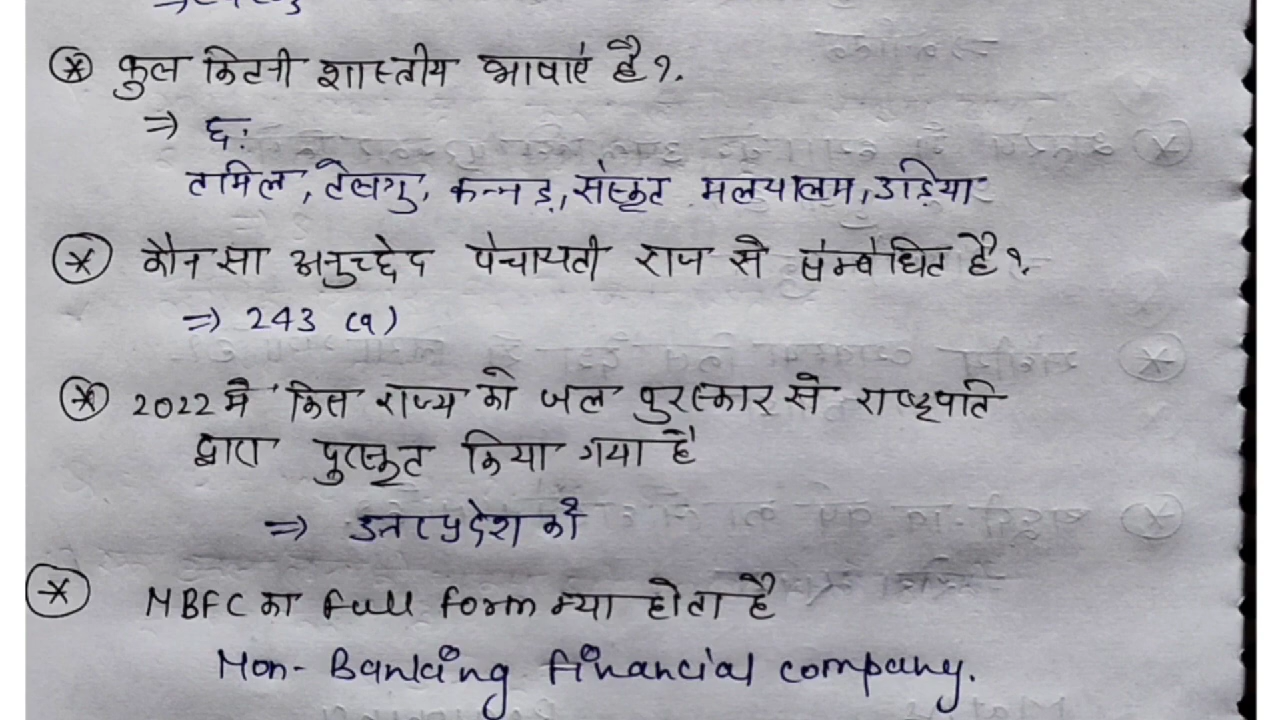 कुल कितनी शास्तीय भाषाएं है ?.
⇒ छ:
तमिल, तेलगु, कन्नड़, संस्कृत मलयालम, उड़िया
कौन सा अनुच्छेद पंचायती राज से संम्बंधित है ?
⇒ 243 (a)
2022 मे किस राज्य को जल पुरस्कार से राष्ट्रपति
द्वारा पुरस्कृत किया गया है
⇒ उत्तरप्रदेश को
NBFC का full form क्या होता है
Non- Banking financial company.